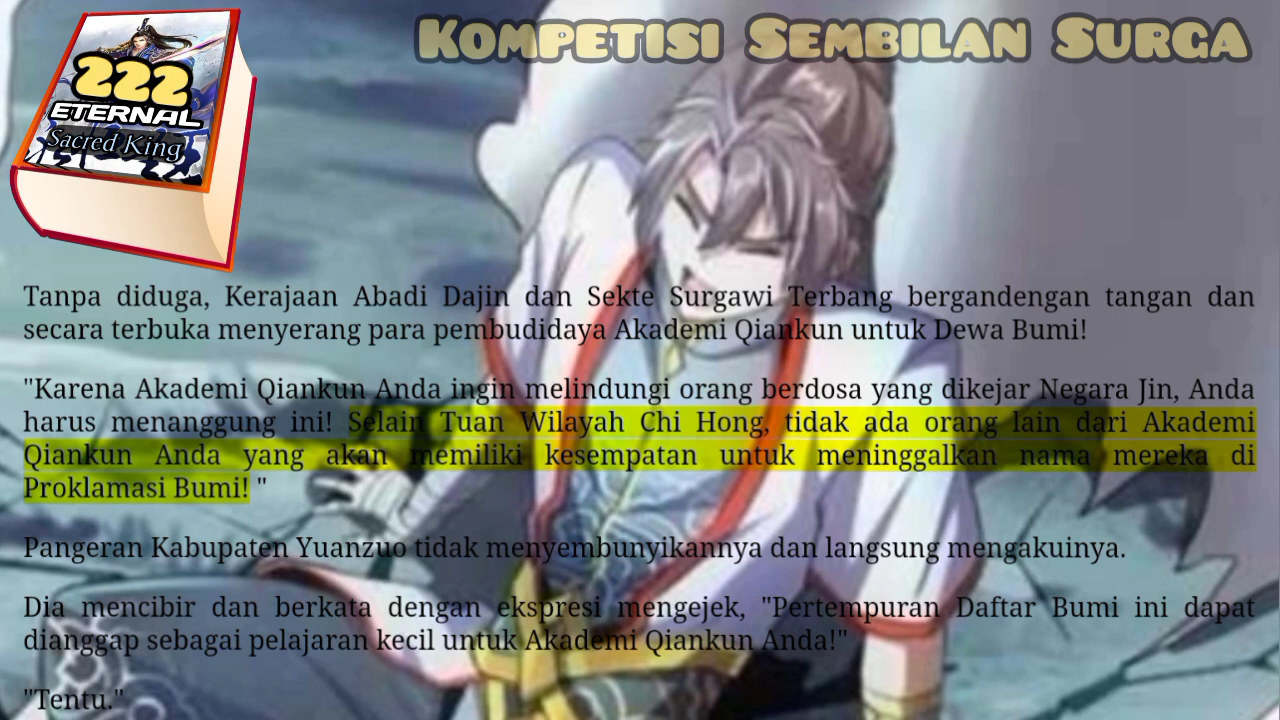 Kompetisi Sembilan Surga
222
ETERNAL
Sacred King
Tanpa diduga, Kerajaan Abadi Dajin dan Sekte Surgawi Terbang bergandengan tangan dan
secara terbuka menyerang para pembudidaya Akademi Qiankun untuk Dewa Bumi!
"Karena Akademi Qiankun Anda ingin melindungi orang berdosa yang dikejar Negara Jin, Anda
harus menanggung ini! Selain Tuan Wilayah Chi Hong, tidak ada orang lain dari Akademi
Qiankun Anda yang akan memiliki kesempatan untuk meninggalkan nama mereka di
Proklamasi Bumi! "
Pangeran Kabupaten Yuanzuo tidak menyembunyikannya dan langsung mengakuinya.
Dia mencibir dan berkata dengan ekspresi mengejek, "Pertempuran Daftar Bumi ini dapat
dianggap sebagai pelajaran kecil untuk Akademi Qiankun Anda!"
"Tentu."